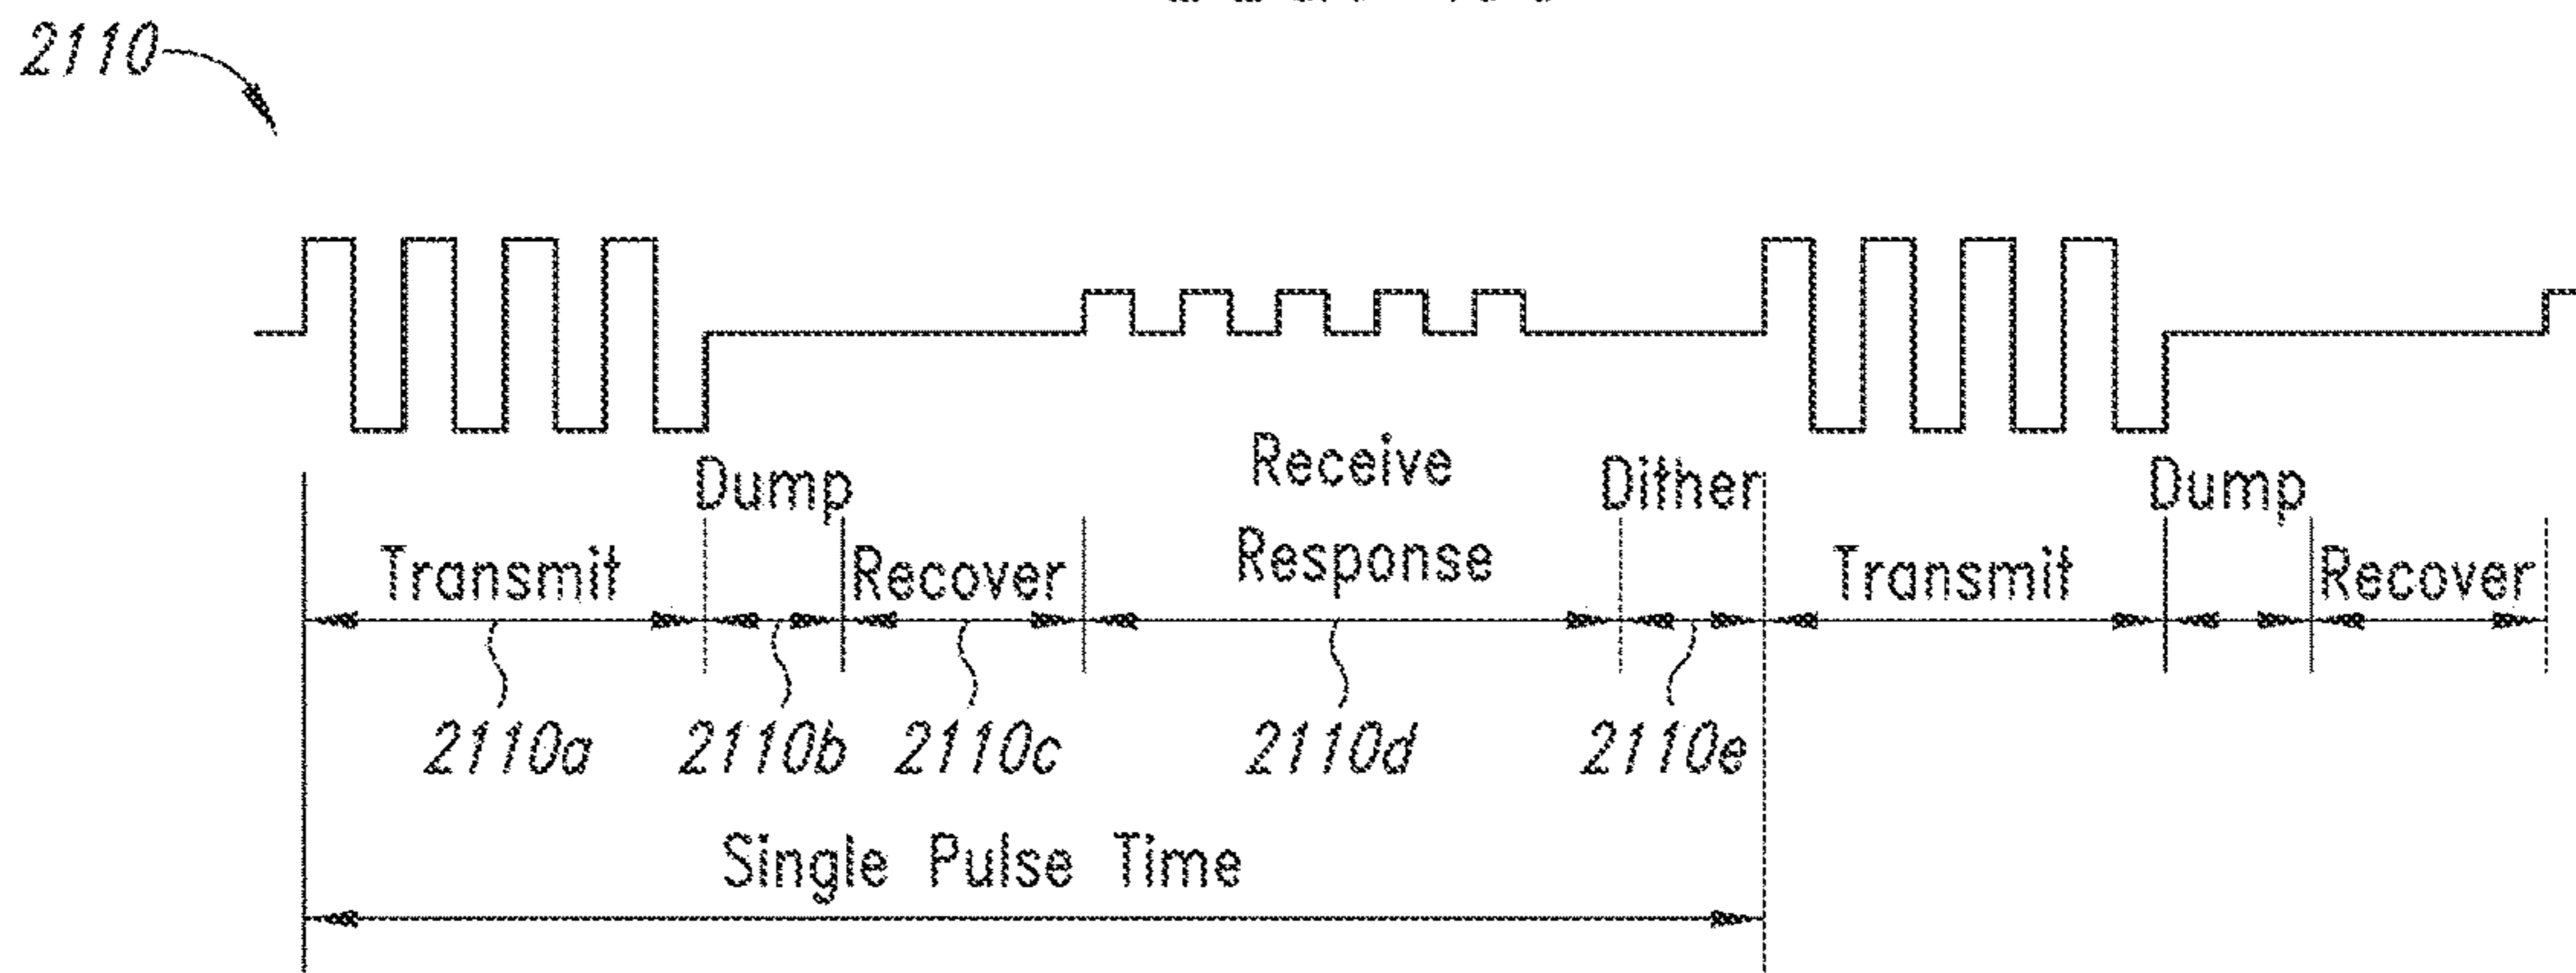 2110
Receive
Dump
Dither
Dump
Transmit
Recover
Response
Transmit
Recover
2110a
2110b
2110c
2110d
2110e
Single Pulse Time